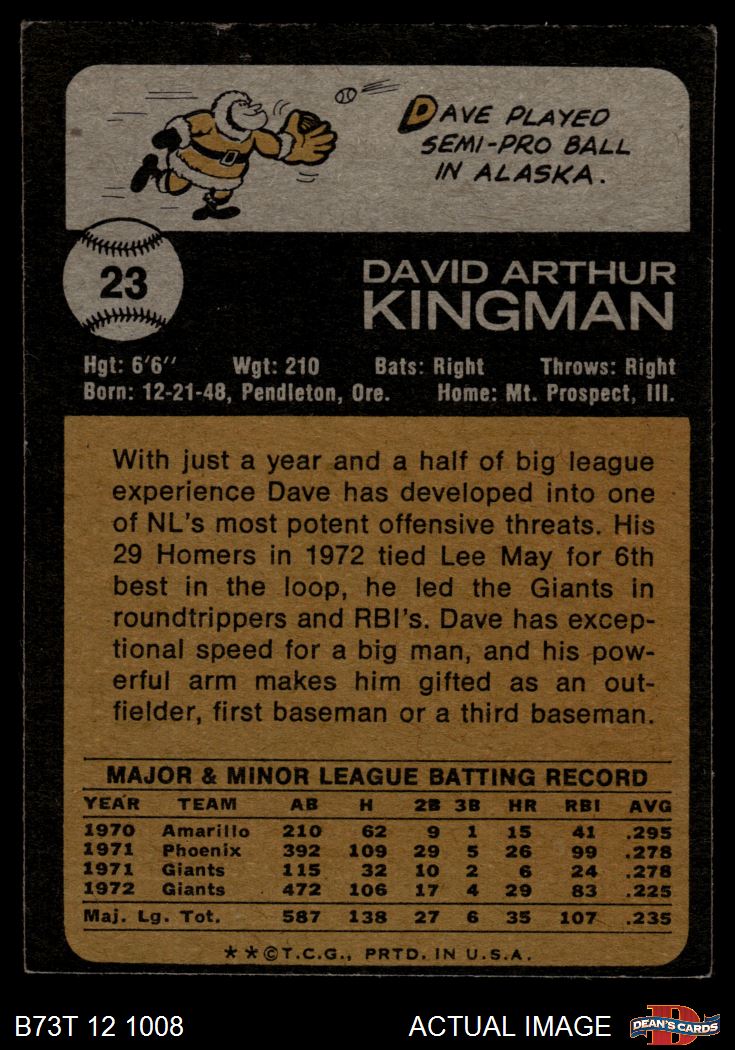 DAVE PLAYED
SEMI-PRO BALL
IN ALASKA.
23
DAVID ARTHUR
KINGMAN
Hgt: 6'6" Wgt: 210 Bats: Right Throws: Right
Born: 12-21-48, Pendleton, Ore. Home: Mt. Prospect, Ill.
With just a year and a half of big league
experience Dave has developed into one
of NL's most potent offensive threats. His
29 Homers in 1972 tied Lee May for 6th
best in the loop, he led the Giants in
roundtrippers and RBI's. Dave has excep-
tional speed for a big man, and his pow-
erful arm makes him gifted as an out-
fielder, first baseman or a third baseman.
MAJOR & MINOR LEAGUE BATTING RECORD
YEAR TEAM AB H 2B 3B HR RBI AVG
1970 Amarillo 210 62 9 1 15 41 .295
1971 Phoenix 392 109 29 5 26 99 .278
1971 Giants 115 32 10 2 6 24 .278
1972 Giants 472 106 17 4 29 83 .225
Maj. Lg. Tot. 587 138 27 6 35 107 .235
**©T.C.G., PRTD. IN U.S.A.
B73T 12 1008 ACTUAL IMAGE D DEAN'S CARDS